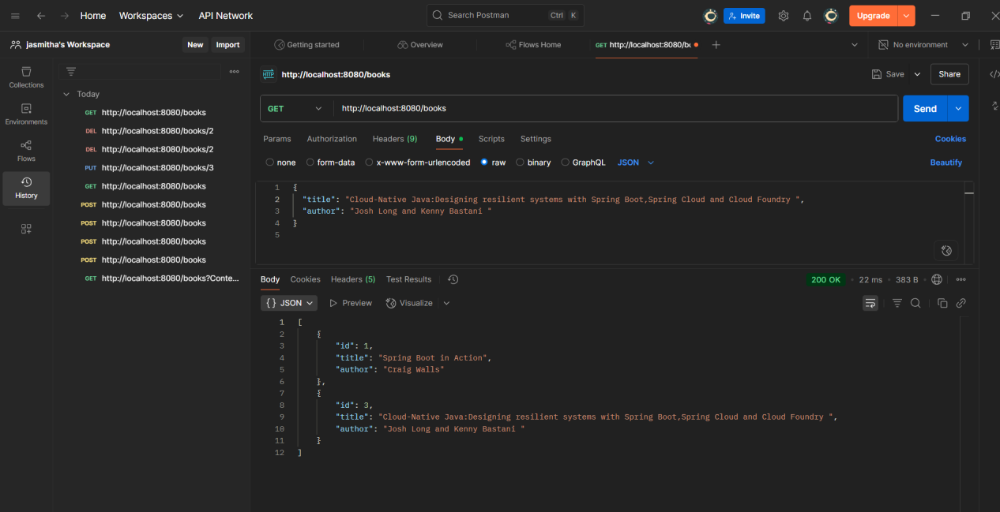 Home Workspaces API Network Search Postman Ctrl K Invite Upgrade
jasmitha's Workspace New Import Getting started Overview Flows Home GET http://localhost:8080/b No environment
Collections
Environments
Flows
History
Today
GET http://localhost:8080/books
DEL http://localhost:8080/books/2
DEL http://localhost:8080/books/2
PUT http://localhost:8080/books/3
GET http://localhost:8080/books
POST http://localhost:8080/books
POST http://localhost:8080/books
POST http://localhost:8080/books
POST http://localhost:8080/books
GET http://localhost:8080/books?Conte...
HTTP http://localhost:8080/books Save Share
GET http://localhost:8080/books Send
Params Authorization Headers (9) Body Scripts Settings Cookies
none form-data x-www-form-urlencoded raw binary GraphQL JSON Beautify
1 {
2 "title": "Cloud-Native Java:Designing resilient systems with Spring Boot,Spring Cloud and Cloud Foundry ",
3 "author": "Josh Long and Kenny Bastani "
4 }
5
Body Cookies Headers (5) Test Results 200 OK 22 ms 383 B
{} JSON Preview Visualize
1 [
2 {
3 "id": 1,
4 "title": "Spring Boot in Action",
5 "author": "Craig Walls"
6 },
7 {
8 "id": 3,
9 "title": "Cloud-Native Java:Designing resilient systems with Spring Boot,Spring Cloud and Cloud Foundry ",
10 "author": "Josh Long and Kenny Bastani "
11 }
12 ]